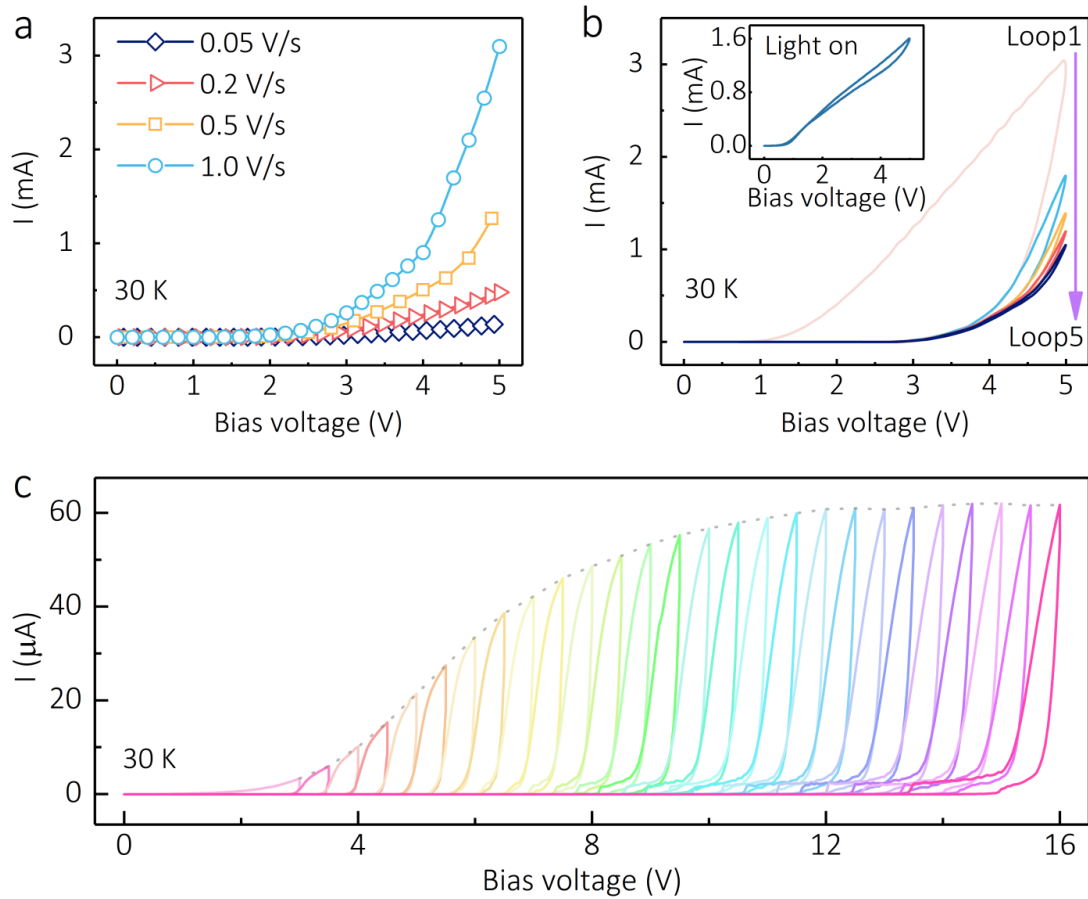 a
I (mA)
3
2
1
0
0.05 V/s
0.2 V/s
0.5 V/s
1.0 V/s
30 K
0 1 2 3 4 5
Bias voltage (V)
b
I (mA)
3
2
1
0
1.6
0.8
0.0
I (mA)
Light on
0 2 4
Bias voltage (V)
Loop1
Loop5
30 K
0 1 2 3 4 5
Bias voltage (V)
c
I (μA)
60
40
20
0
30 K
0 4 8 12 16
Bias voltage (V)